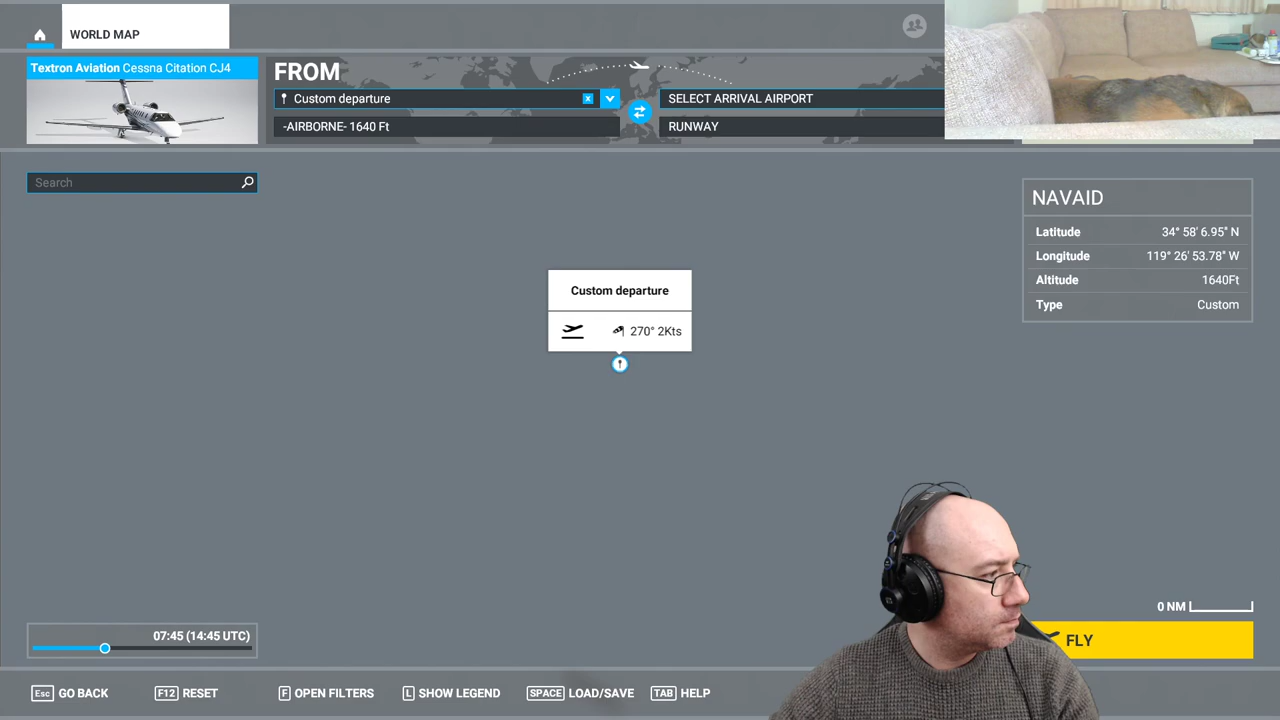 WORLD MAP
Textron Aviation Cessna Citation CJ4
FROM
Custom departure
x
-AIRBORNE- 1640 Ft
SELECT ARRIVAL AIRPORT
RUNWAY
Search
NAVAID
Latitude 34° 58' 6.95" N
Longitude 119° 26' 53.78" W
Altitude 1640Ft
Type Custom
Custom departure
270° 2Kts
0 NM
07:45 (14:45 UTC)
FLY
Esc GO BACK
F12 RESET
F OPEN FILTERS
L SHOW LEGEND
SPACE LOAD/SAVE
TAB HELP